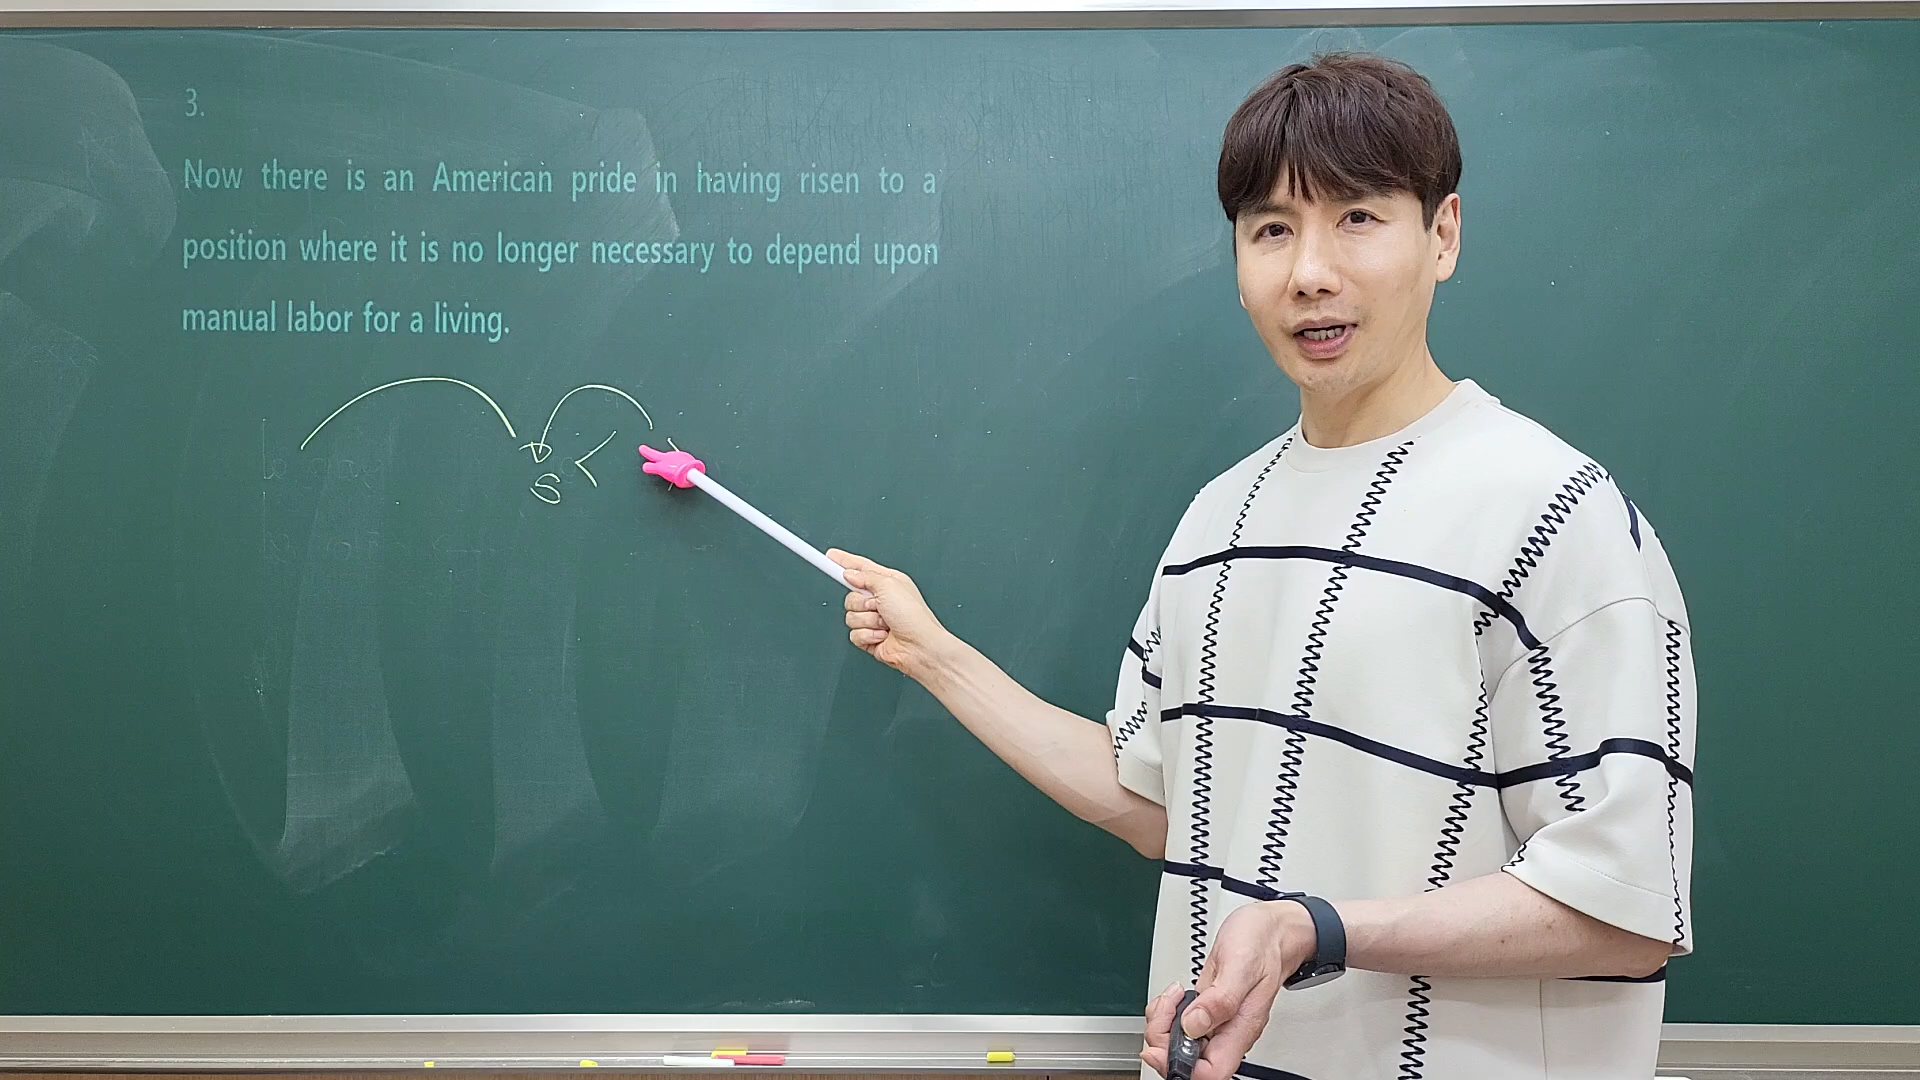 3.
Now there is an American pride in having risen to a
position where it is no longer necessary to depend upon
manual labor for a living.
S <